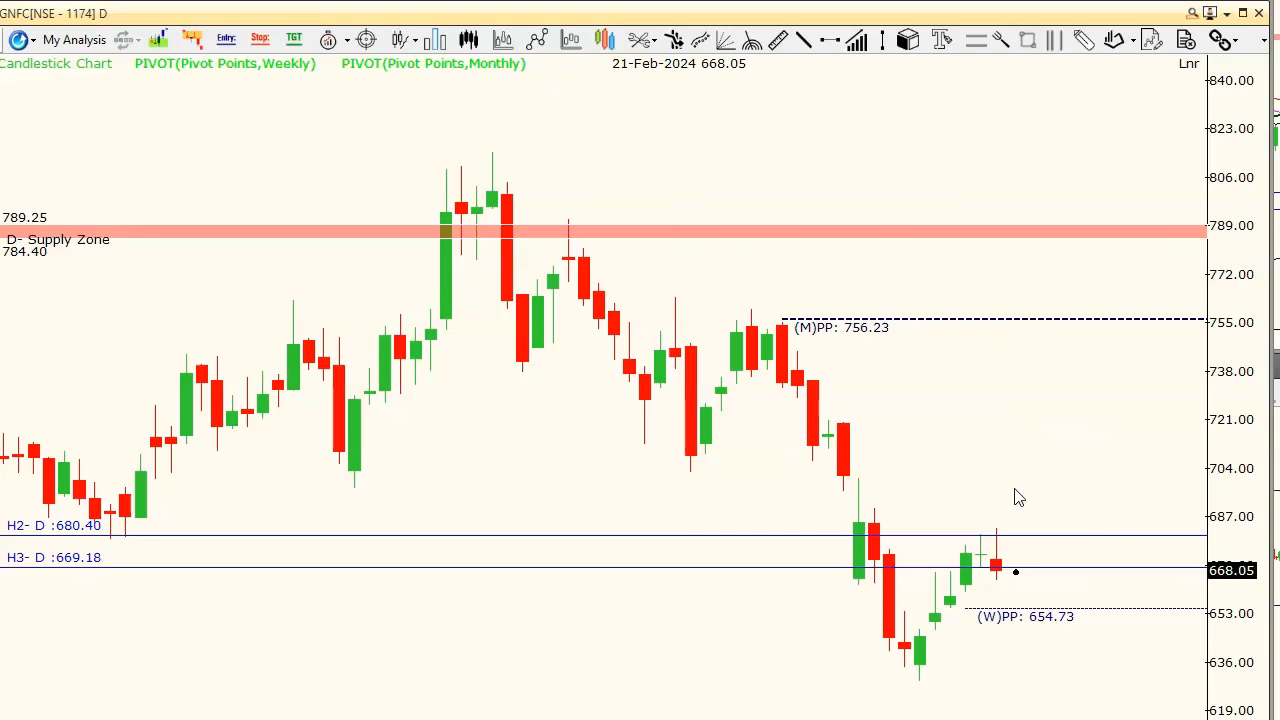 GNFC[NSE - 1174] D
My Analysis
Entry:
Stop:
TGT
Candlestick Chart PIVOT(Pivot Points,Weekly) PIVOT(Pivot Points,Monthly) 21-Feb-2024 668.05 Lnr
840.00
823.00
806.00
789.25
789.00
D- Supply Zone
784.40
772.00
755.00
(M)PP: 756.23
738.00
721.00
704.00
687.00
H2- D :680.40
H3- D :669.18
668.05
653.00
(W)PP: 654.73
636.00
619.00